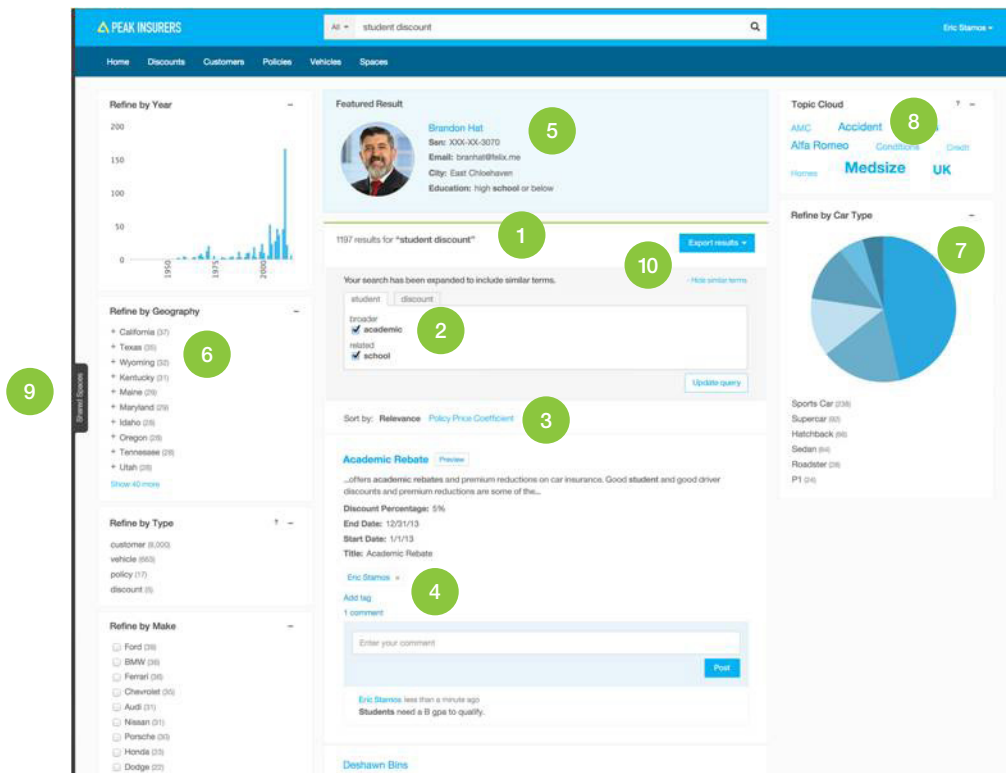 PEAK INSURERS
All
student discount
Eric Stamos
Home Discounts Customers Policies Vehicles Spaces
Refine by Year
200
150
100
50
0
1950
1975
2000
Refine by Geography
+ California (37)
+ Texas (35)
+ Wyoming (32)
+ Kentucky (31)
+ Maine (29)
+ Maryland (29)
+ Idaho (28)
+ Oregon (28)
+ Tennessee (28)
+ Utah (28)
Show 40 more
6
9
Shared Spaces
Refine by Type ?
customer (8,000)
vehicle (663)
policy (17)
discount (5)
Refine by Make
Ford (39)
BMW (38)
Ferrari (36)
Chevrolet (35)
Audi (31)
Nissan (31)
Porsche (30)
Honda (23)
Dodge (22)
Featured Result
Brandon Hat
Ssn: XXX-XX-3070
Email: branhat@felix.me
City: East Chloehaven
Education: high school or below
5
1197 results for "student discount"
1
Export results
10
Your search has been expanded to include similar terms.
- Hide similar terms
student discount
broader
academic
related
school
2
Update query
Sort by: Relevance Policy Price Coefficient
3
Academic Rebate Preview
...offers academic rebates and premium reductions on car insurance. Good student and good driver
discounts and premium reductions are some of the...
Discount Percentage: 5%
End Date: 12/31/13
Start Date: 1/1/13
Title: Academic Rebate
Eric Stamos ×
4
Add tag
1 comment
Enter your comment
Post
Eric Stamos less than a minute ago
Students need a B gpa to qualify.
Deshawn Bins
Topic Cloud ?
AMC Accident
8
Alfa Romeo Conditions Credit
Homes Medsize UK
Refine by Car Type
7
Sports Car (238)
Supercar (92)
Hatchback (66)
Sedan (64)
Roadster (28)
P1 (24)